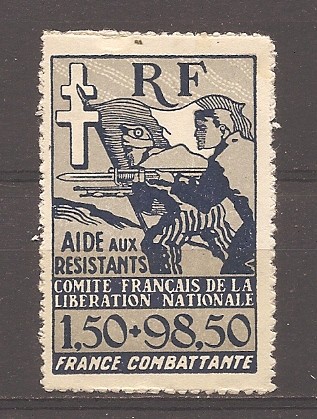 RF
AIDE AUX
RESISTANTS
COMITE FRANÇAIS DE LA
LIBERATION NATIONALE
1,50+98,50
FRANCE COMBATTANTE